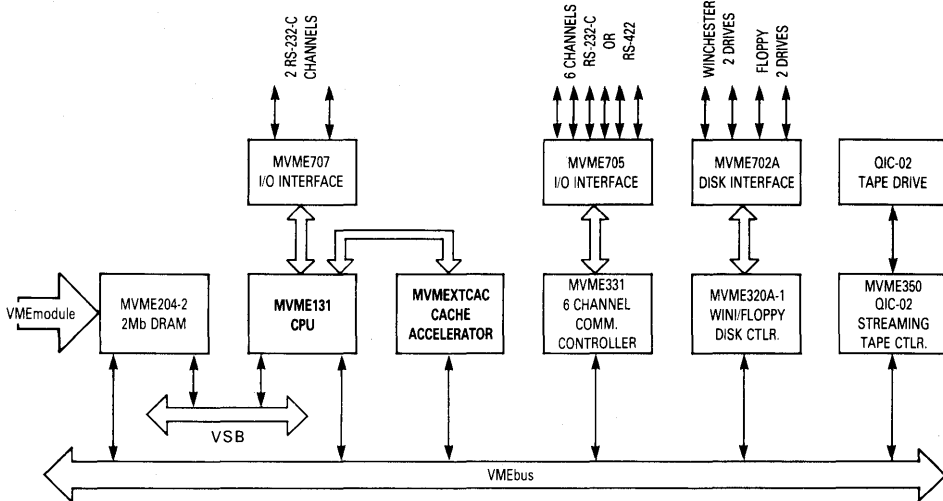 2 RS-232-C
CHANNELS
6 CHANNELS
RS-232-C
OR
RS-422
WINCHESTER
2 DRIVES
FLOPPY
2 DRIVES
MVME707
I/O INTERFACE
MVME705
I/O INTERFACE
MVME702A
DISK INTERFACE
QIC-02
TAPE DRIVE
VMEmodule
MVME204-2
2Mb DRAM
MVME131
CPU
MVMEXTCAC
CACHE
ACCELERATOR
MVME331
6 CHANNEL
COMM.
CONTROLLER
MVME320A-1
WINI/FLOPPY
DISK CTLR.
MVME350
QIC-02
STREAMING
TAPE CTLR.
VSB
VMEbus